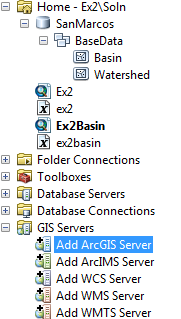 Home - Ex2\Soln
SanMarcos
BaseData
Basin
Watershed
Ex2
ex2
Ex2Basin
ex2basin
Folder Connections
Toolboxes
Database Servers
Database Connections
GIS Servers
Add ArcGIS Server
Add ArcIMS Server
Add WCS Server
Add WMS Server
Add WMTS Server